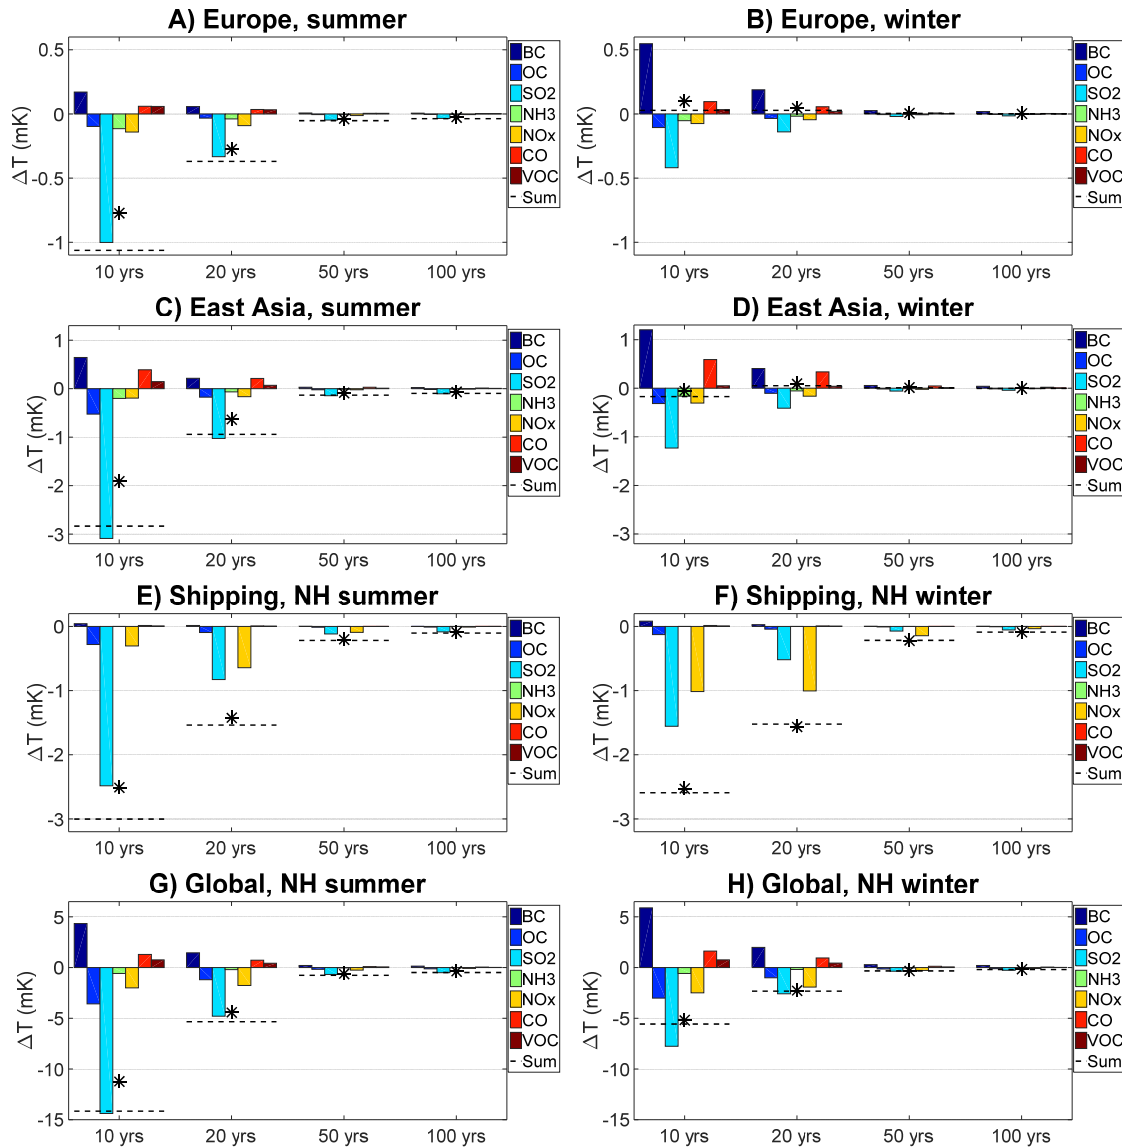 A) Europe, summer
0.5
0
-0.5
-1
ΔT (mK)
10 yrs 20 yrs 50 yrs 100 yrs
BC
OC
SO2
NH3
NOx
CO
VOC
Sum
B) Europe, winter
0.5
0
-0.5
-1
ΔT (mK)
10 yrs 20 yrs 50 yrs 100 yrs
BC
OC
SO2
NH3
NOx
CO
VOC
Sum
C) East Asia, summer
1
0
-1
-2
-3
ΔT (mK)
10 yrs 20 yrs 50 yrs 100 yrs
BC
OC
SO2
NH3
NOx
CO
VOC
Sum
D) East Asia, winter
1
0
-1
-2
-3
ΔT (mK)
10 yrs 20 yrs 50 yrs 100 yrs
BC
OC
SO2
NH3
NOx
CO
VOC
Sum
E) Shipping, NH summer
0
-1
-2
-3
ΔT (mK)
10 yrs 20 yrs 50 yrs 100 yrs
BC
OC
SO2
NH3
NOx
CO
VOC
Sum
F) Shipping, NH winter
0
-1
-2
-3
ΔT (mK)
10 yrs 20 yrs 50 yrs 100 yrs
BC
OC
SO2
NH3
NOx
CO
VOC
Sum
G) Global, NH summer
5
0
-5
-10
-15
ΔT (mK)
10 yrs 20 yrs 50 yrs 100 yrs
BC
OC
SO2
NH3
NOx
CO
VOC
Sum
H) Global, NH winter
5
0
-5
-10
-15
ΔT (mK)
10 yrs 20 yrs 50 yrs 100 yrs
BC
OC
SO2
NH3
NOx
CO
VOC
Sum